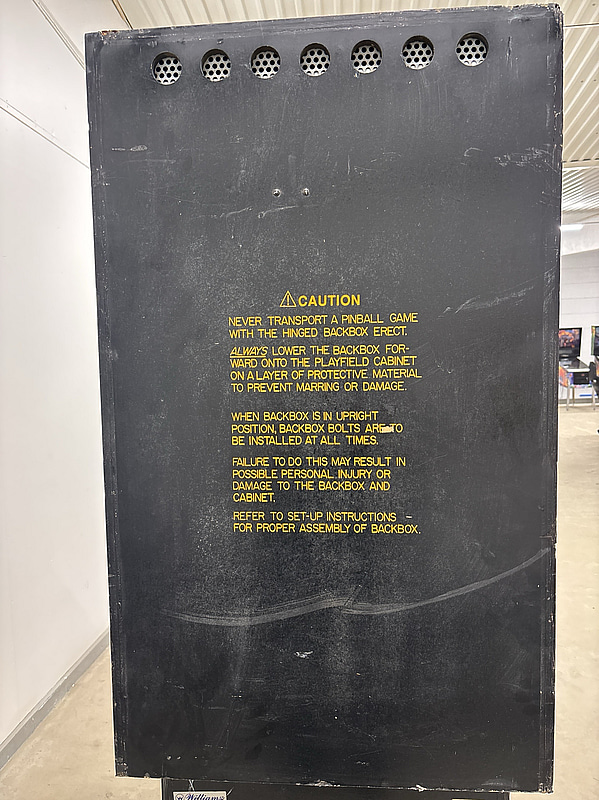 ⚠ CAUTION
NEVER TRANSPORT A PINBALL GAME
WITH THE HINGED BACKBOX ERECT.
ALWAYS LOWER THE BACKBOX FOR-
WARD ONTO THE PLAYFIELD CABINET
ON A LAYER OF PROTECTIVE MATERIAL
TO PREVENT MARRING OR DAMAGE.
WHEN BACKBOX IS IN UPRIGHT
POSITION, BACKBOX BOLTS ARE TO
BE INSTALLED AT ALL TIMES.
FAILURE TO DO THIS MAY RESULT IN
POSSIBLE PERSONAL INJURY OR
DAMAGE TO THE BACKBOX AND
CABINET.
REFER TO SET-UP INSTRUCTIONS –
FOR PROPER ASSEMBLY OF BACKBOX.
Williams